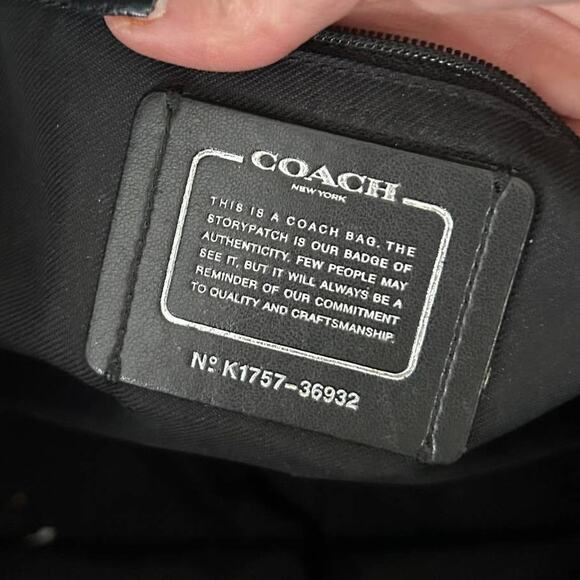 COACH
NEW YORK
THIS IS A COACH BAG. THE
STORYPATCH IS OUR BADGE OF
AUTHENTICITY. FEW PEOPLE MAY
SEE IT, BUT IT WILL ALWAYS BE A
REMINDER OF OUR COMMITMENT
TO QUALITY AND CRAFTSMANSHIP.
Nº K1757-36932